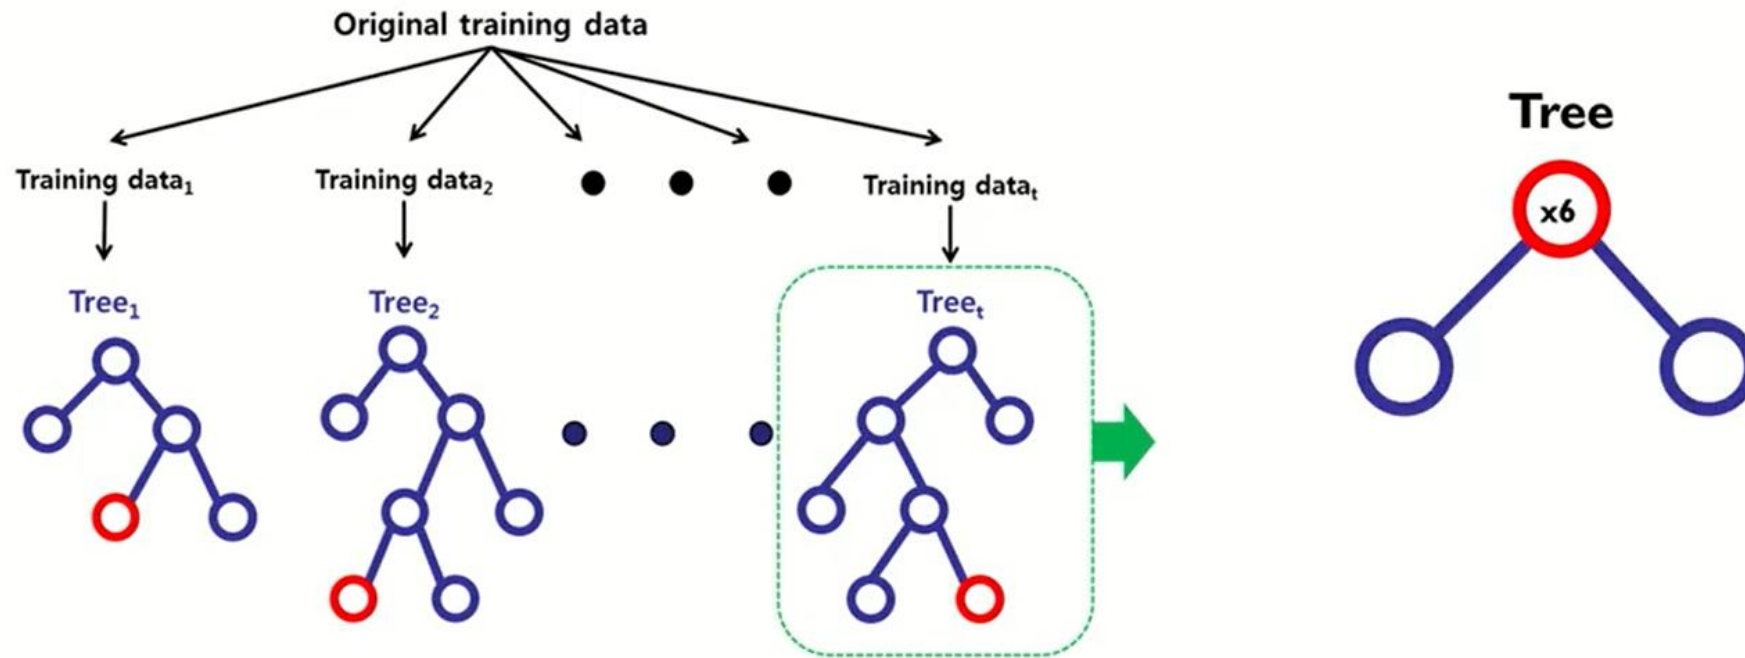 Original training data
Training data₁
Training data₂
Training dataₜ
Tree₁
Tree₂
Treeₜ
Tree
x6